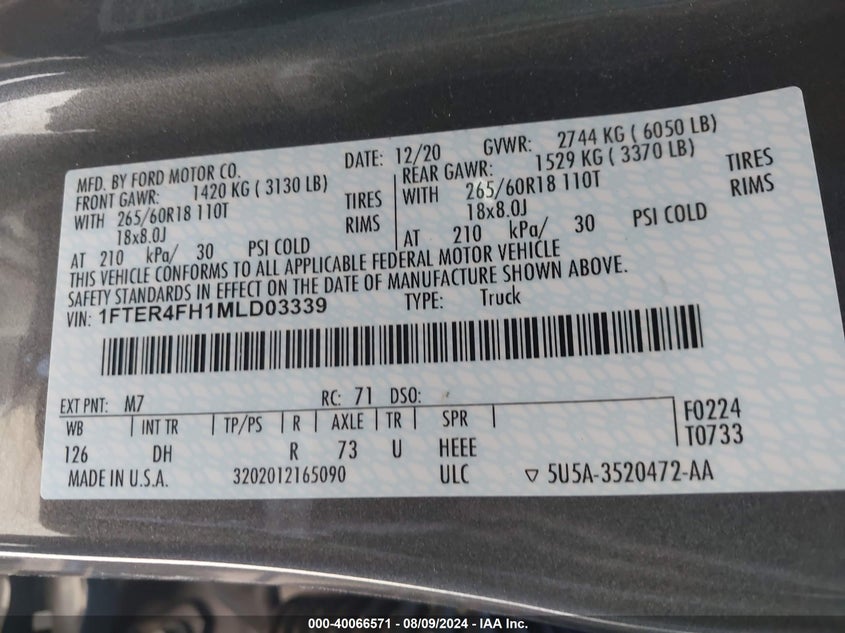 MFD. BY FORD MOTOR CO. DATE: 12/20 GVWR: 2744 KG ( 6050 LB)
FRONT GAWR: 1420 KG ( 3130 LB) REAR GAWR: 1529 KG ( 3370 LB)
WITH 265/60R18 110T TIRES WITH 265/60R18 110T TIRES
18x8.0J RIMS 18x8.0J RIMS
AT 210 kPa/ 30 PSI COLD AT 210 kPa/ 30 PSI COLD
THIS VEHICLE CONFORMS TO ALL APPLICABLE FEDERAL MOTOR VEHICLE
SAFETY STANDARDS IN EFFECT ON THE DATE OF MANUFACTURE SHOWN ABOVE.
VIN: 1FTER4FH1MLD03339 TYPE: Truck
EXT PNT: M7 RC: 71 DSO:
WB INT TR TP/PS R AXLE TR SPR F0224
126 DH R 73 U HEEE T0733
MADE IN U.S.A. 3202012165090 ULC ▽ 5U5A-3520472-AA
000-40066571 - 08/09/2024 - IAA Inc.